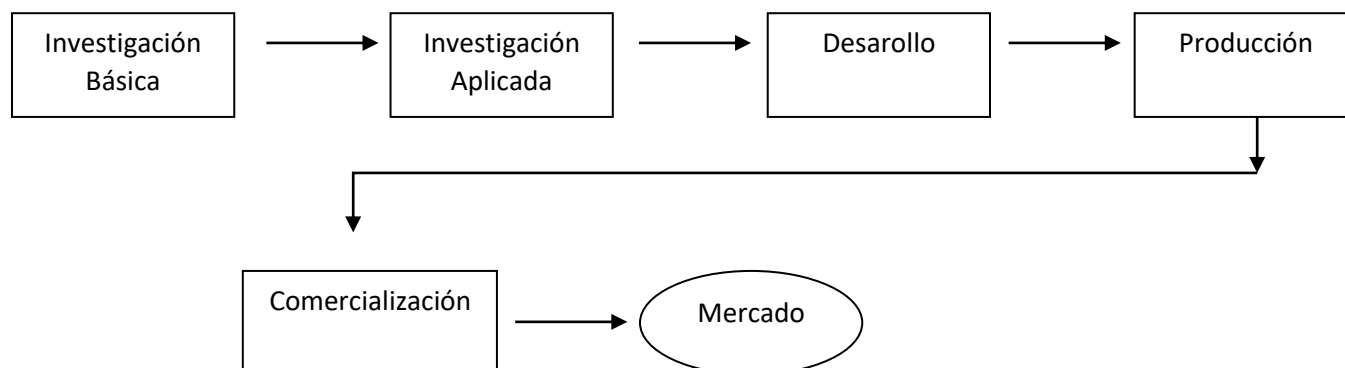 Investigación
Básica
Investigación
Aplicada
Desarollo
Producción
Comercialización
Mercado